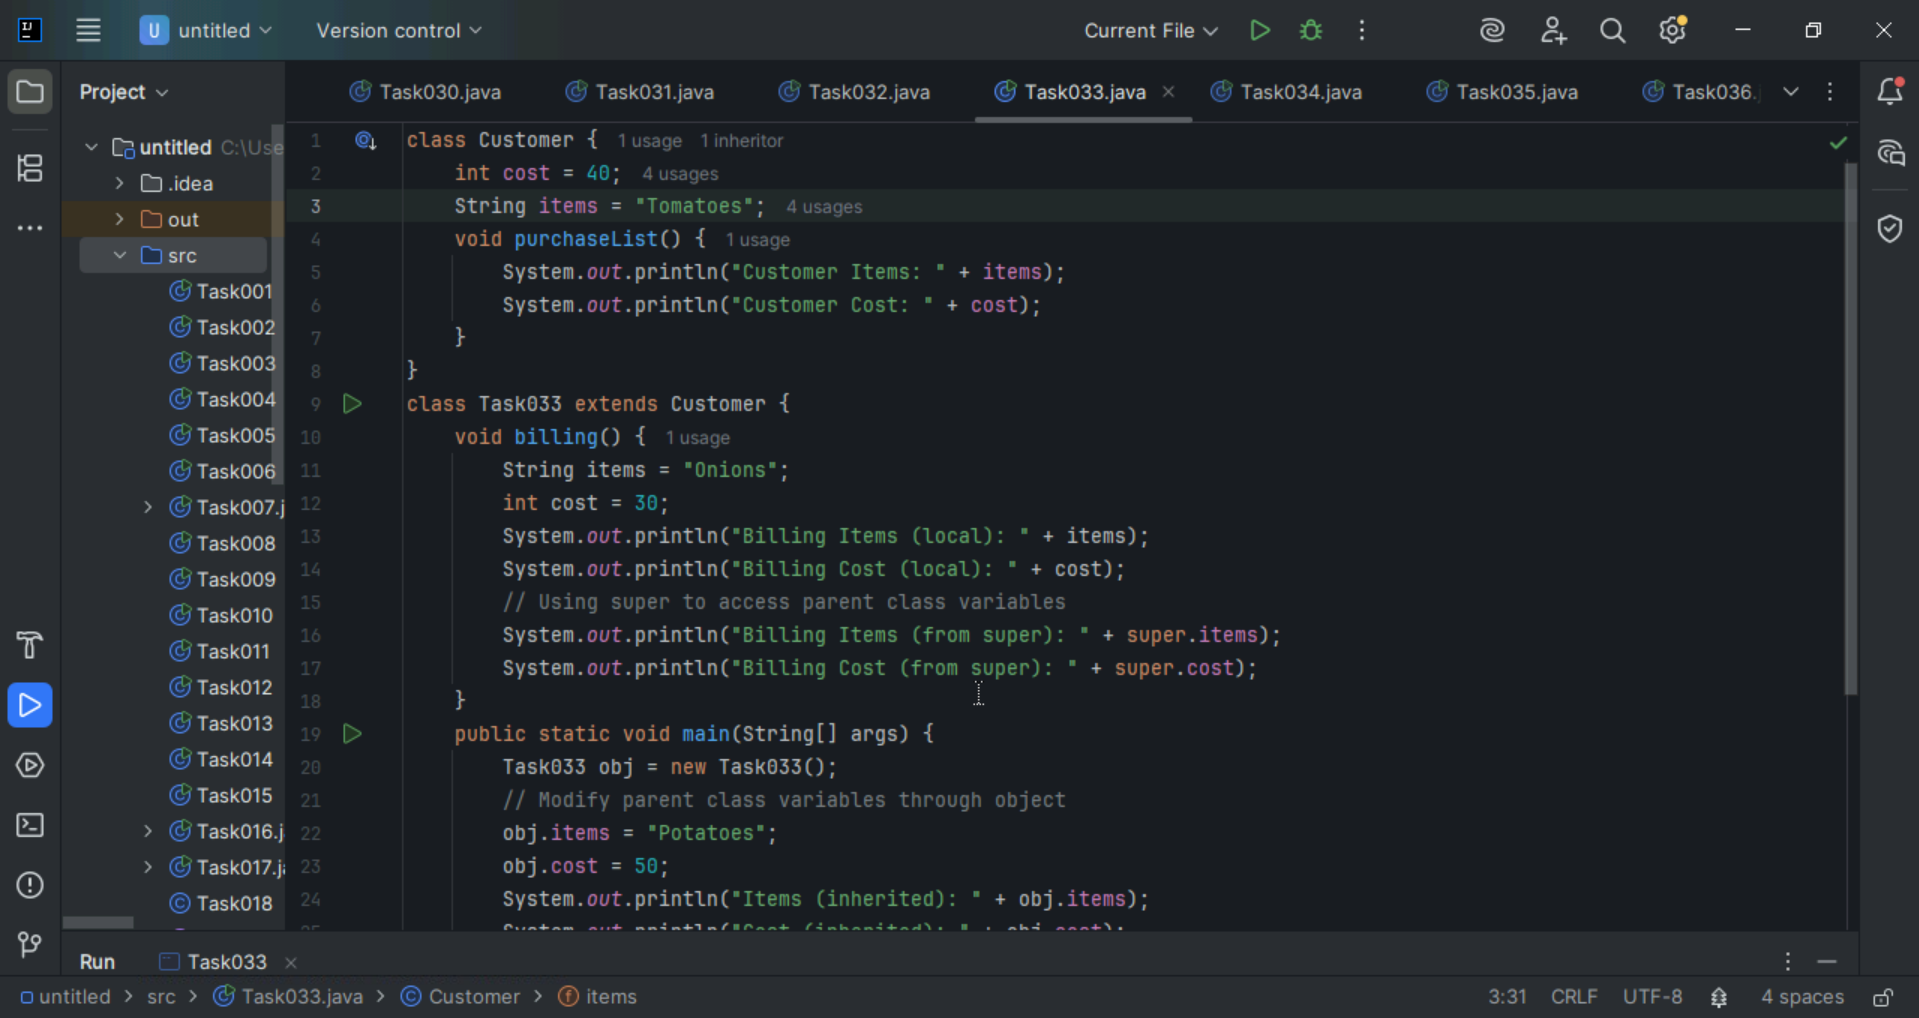 U untitled Version control Current File
Project
Task030.java Task031.java Task032.java Task033.java Task034.java Task035.java Task036.
untitled C:\Use
.idea
out
src
Task001
Task002
Task003
Task004
Task005
Task006
Task007.j
Task008
Task009
Task010
Task011
Task012
Task013
Task014
Task015
Task016.j
Task017.j
Task018
1 class Customer { 1 usage 1 inheritor
2 int cost = 40; 4 usages
3 String items = "Tomatoes"; 4 usages
4 void purchaseList() { 1 usage
5 System.out.println("Customer Items: " + items);
6 System.out.println("Customer Cost: " + cost);
7 }
8 }
9 class Task033 extends Customer {
10 void billing() { 1 usage
11 String items = "Onions";
12 int cost = 30;
13 System.out.println("Billing Items (local): " + items);
14 System.out.println("Billing Cost (local): " + cost);
15 // Using super to access parent class variables
16 System.out.println("Billing Items (from super): " + super.items);
17 System.out.println("Billing Cost (from super): " + super.cost);
18 }
19 public static void main(String[] args) {
20 Task033 obj = new Task033();
21 // Modify parent class variables through object
22 obj.items = "Potatoes";
23 obj.cost = 50;
24 System.out.println("Items (inherited): " + obj.items);
25 System.out.println("Cost (inherited): " + obj.cost);
Run Task033
untitled > src > Task033.java > Customer > items 3:31 CRLF UTF-8 4 spaces